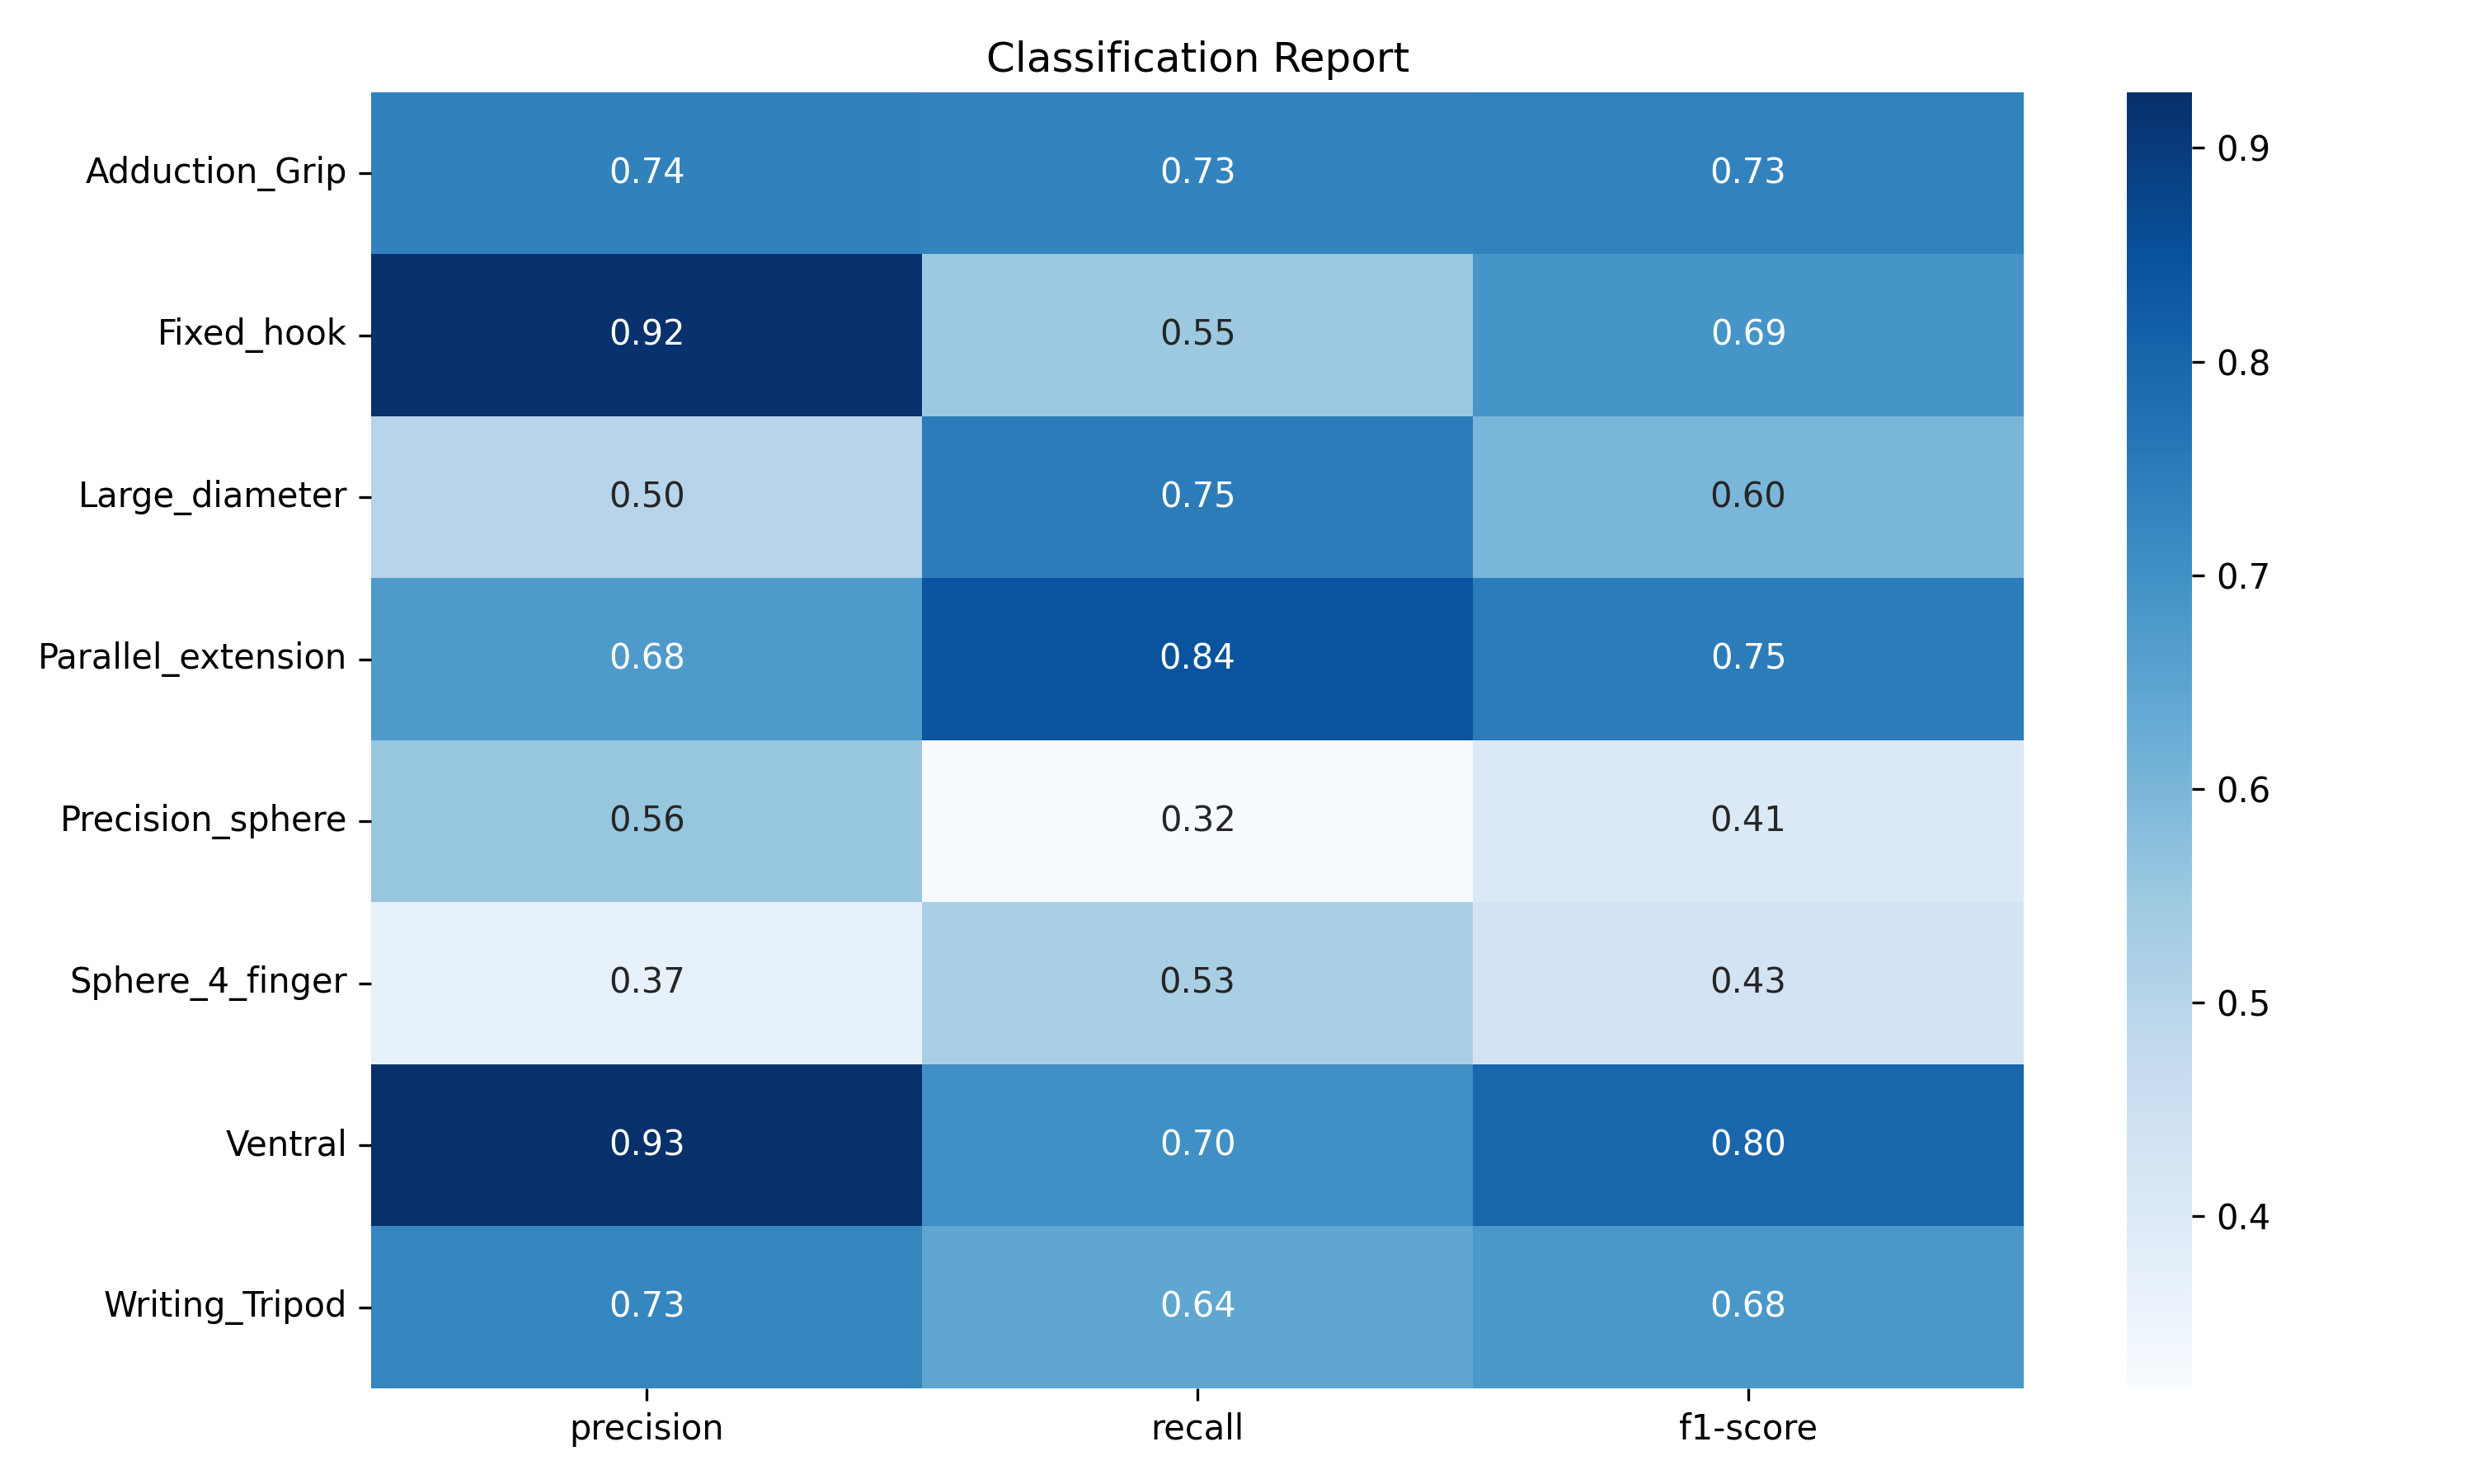 Classification Report
Adduction_Grip 0.74 0.73 0.73
Fixed_hook 0.92 0.55 0.69
Large_diameter 0.50 0.75 0.60
Parallel_extension 0.68 0.84 0.75
Precision_sphere 0.56 0.32 0.41
Sphere_4_finger 0.37 0.53 0.43
Ventral 0.93 0.70 0.80
Writing_Tripod 0.73 0.64 0.68
precision recall f1-score
0.9
0.8
0.7
0.6
0.5
0.4